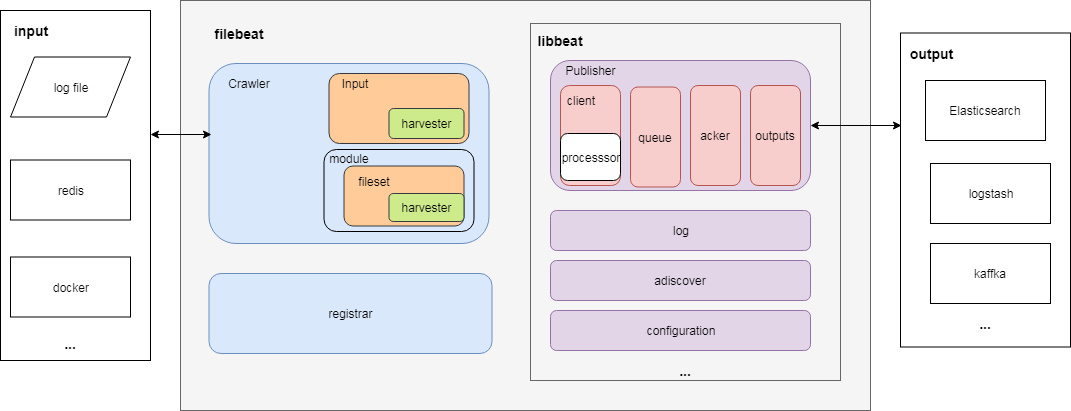 input
log file
redis
docker
...
filebeat
Crawler
Input
harvester
module
fileset
harvester
registrar
libbeat
Publisher
client
processsor
queue
acker
outputs
log
adiscover
configuration
...
output
Elasticsearch
logstash
kaffka
...